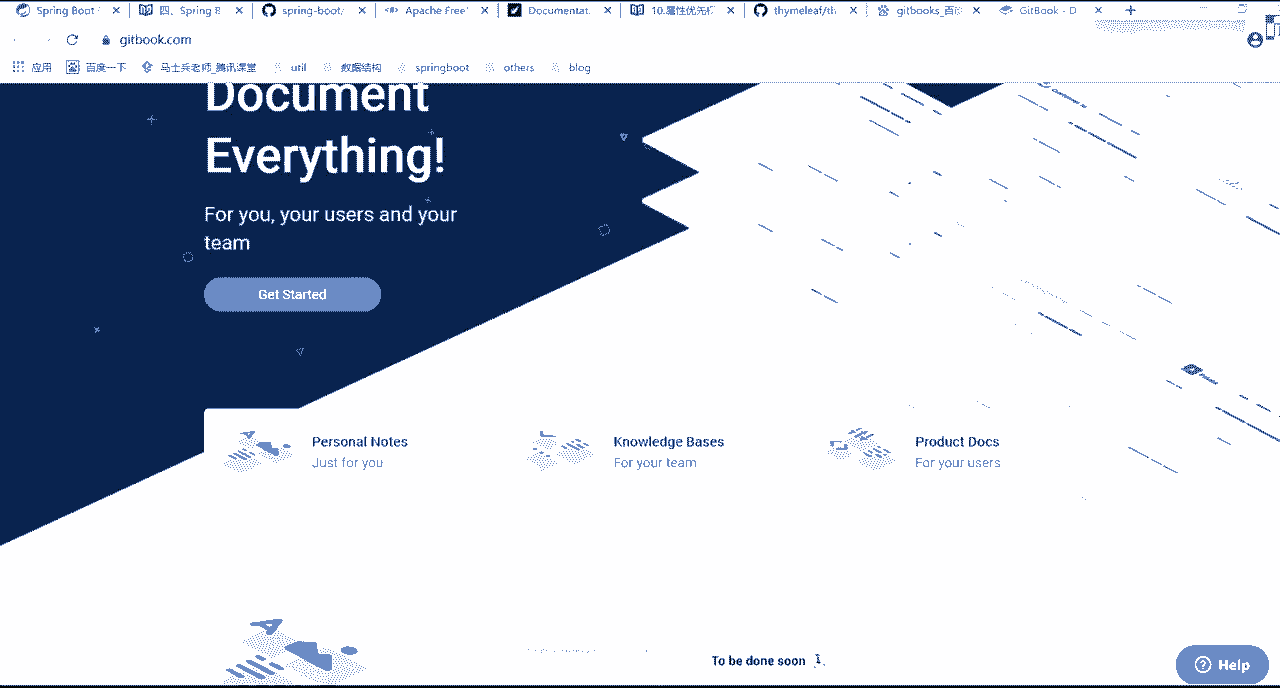 Spring Boot
四、Spring B
spring-boot/
Apache Free
Documentat
10.属性优先
thymeleaf/th
gitbooks_百
GitBook - D
gitbook.com
应用
百度一下
马士兵老师_腾讯课堂
util
数据结构
springboot
others
blog
Document
Everything!
For you, your users and your
team
Get Started
Personal Notes
Just for you
Knowledge Bases
For your team
Product Docs
For your users
To be done soon
Help